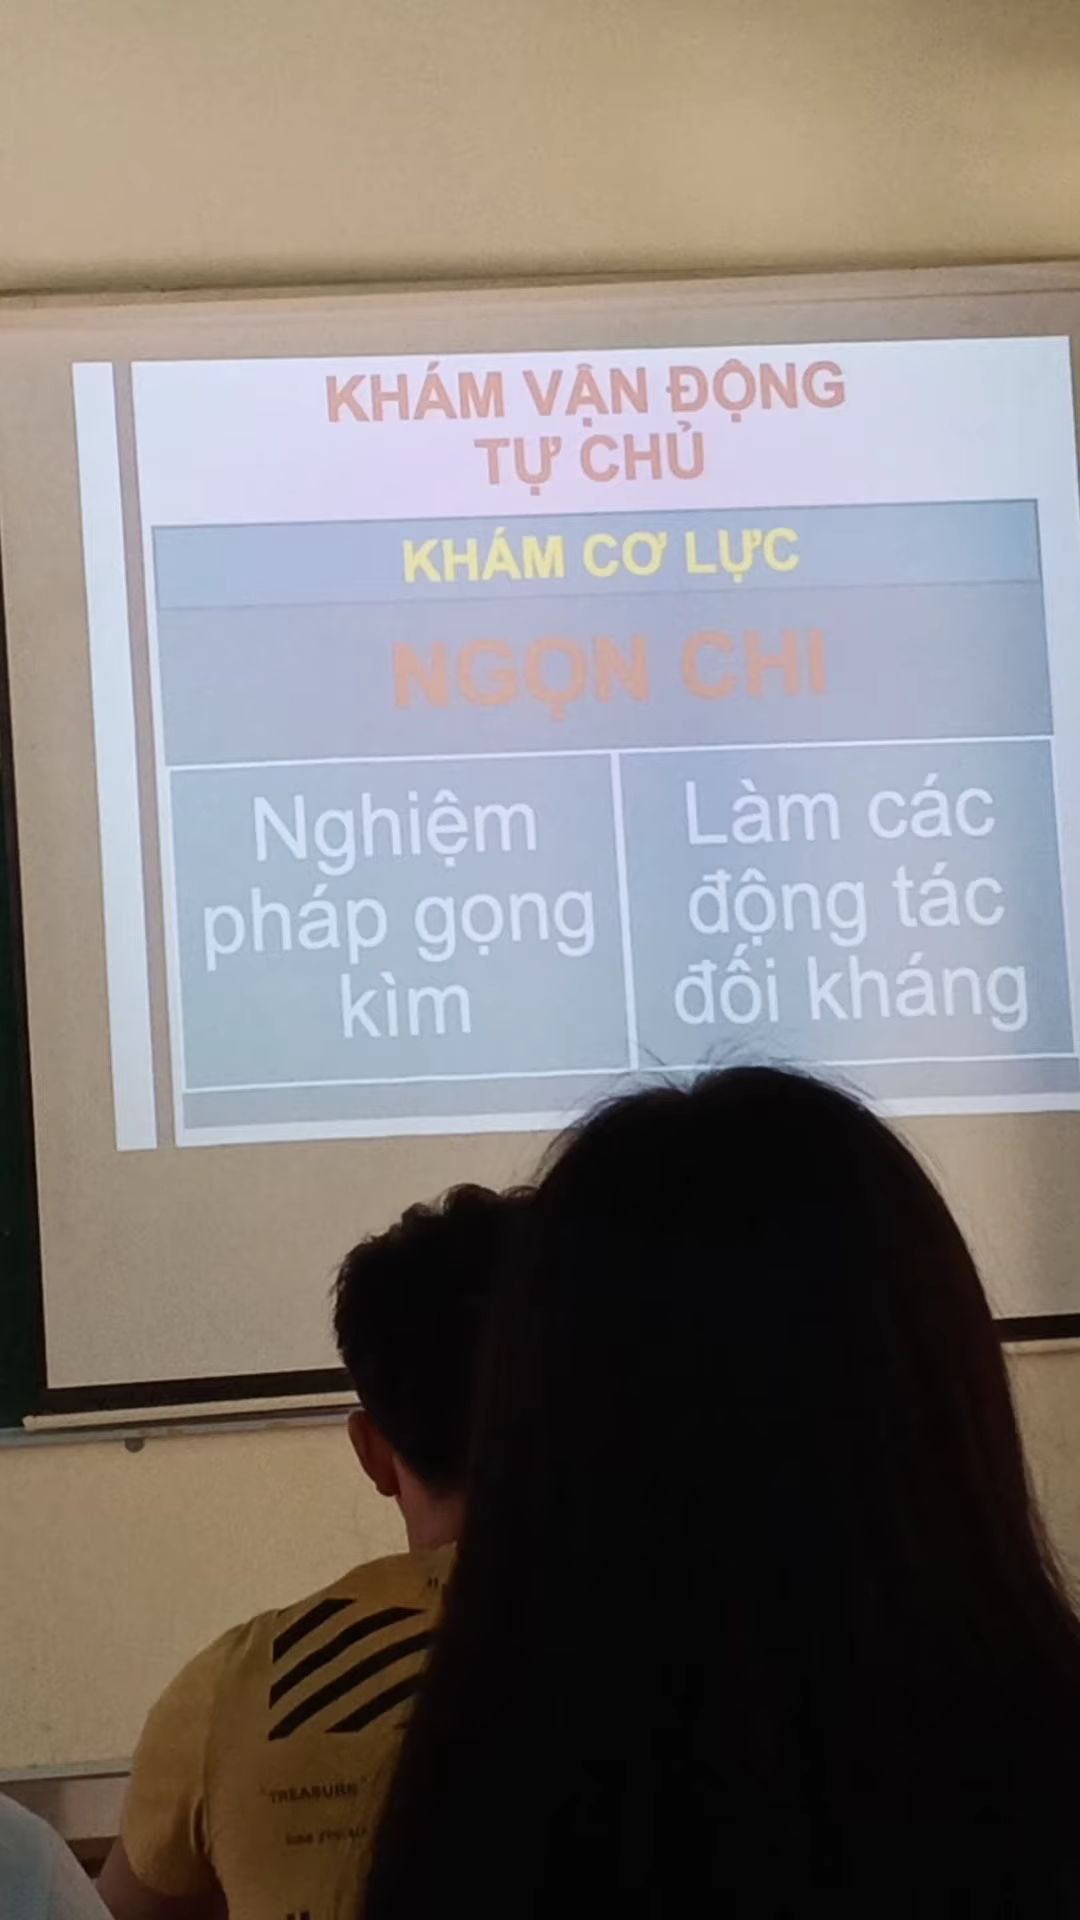 KHÁM VẬN ĐỘNG
TỰ CHỦ
KHÁM CƠ LỰC
NGỌN CHI
Nghiệm
pháp gọng
kìm
Làm các
động tác
đối kháng
"TREASURE"